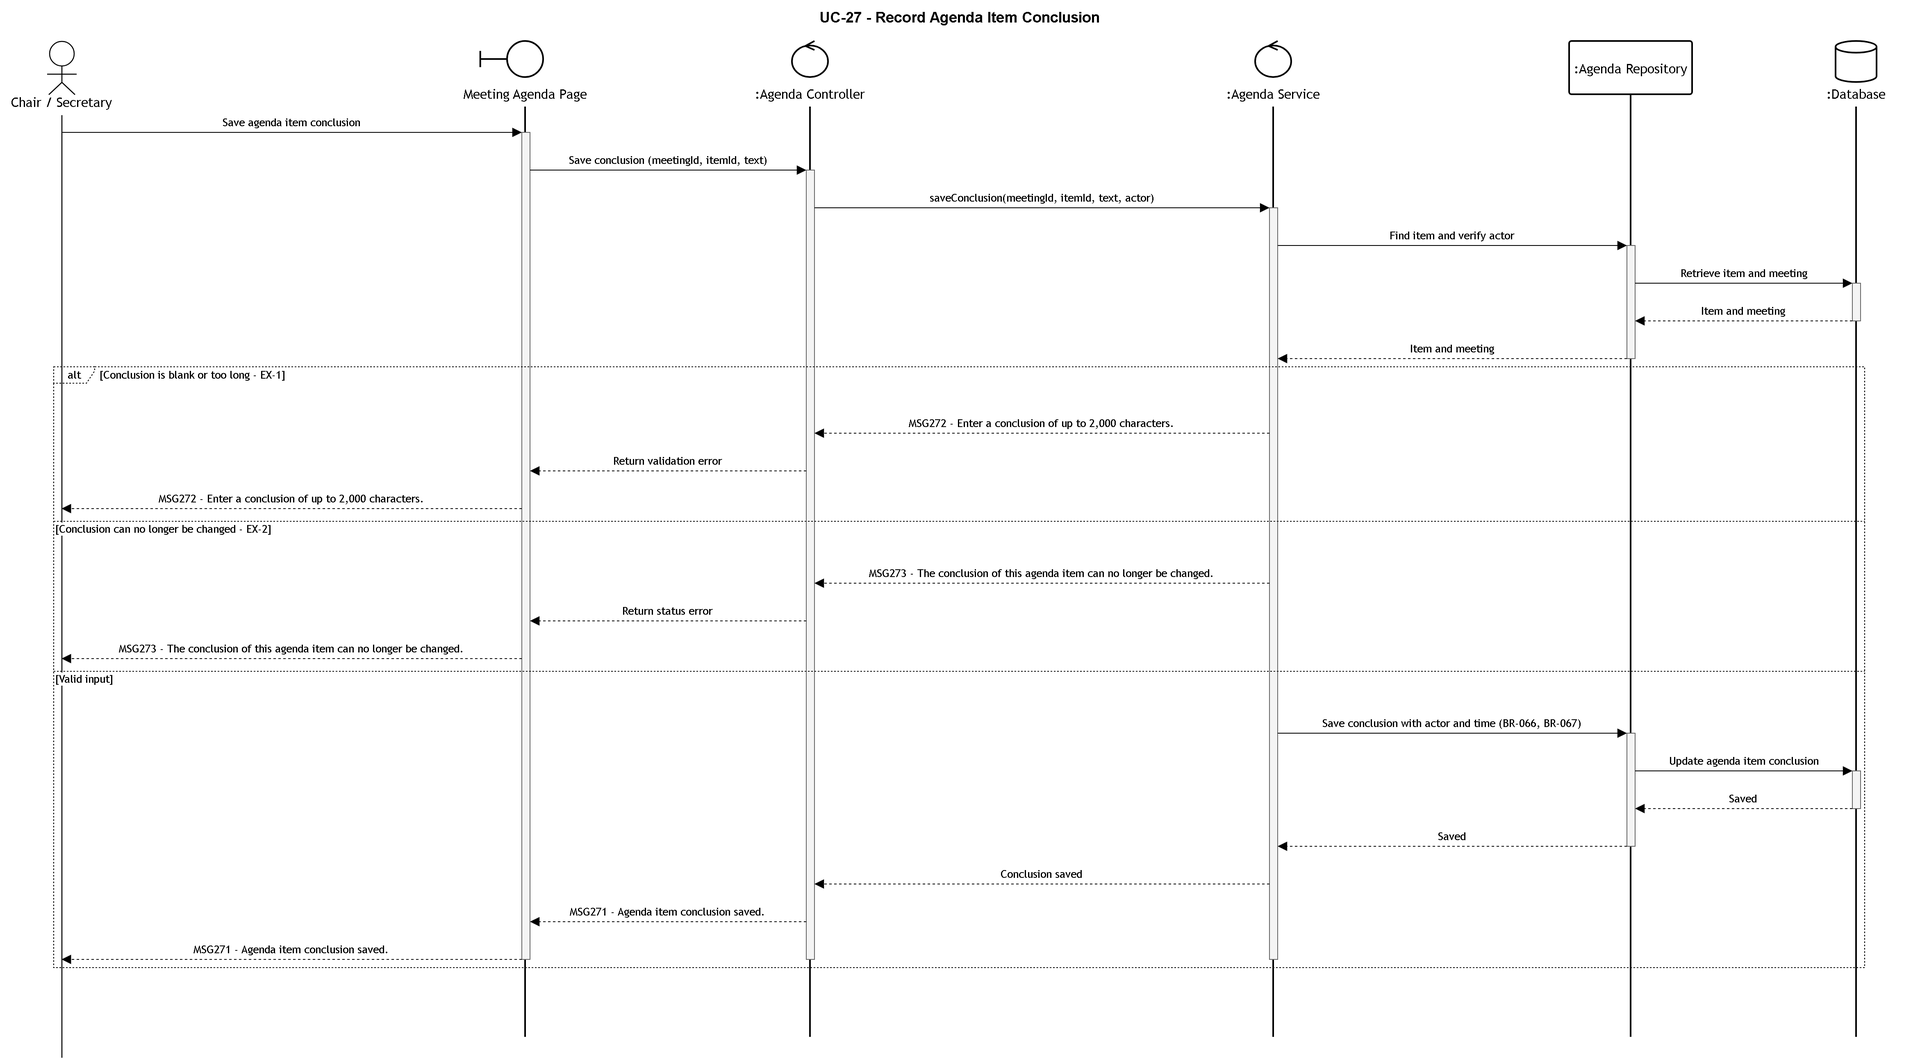 UC-27 - Record Agenda Item Conclusion
Chair / Secretary
Meeting Agenda Page
:Agenda Controller
:Agenda Service
:Agenda Repository
:Database
Save agenda item conclusion
Save conclusion (meetingId, itemId, text)
saveConclusion(meetingId, itemId, text, actor)
Find item and verify actor
Retrieve item and meeting
Item and meeting
Item and meeting
alt [Conclusion is blank or too long - EX-1]
MSG272 - Enter a conclusion of up to 2,000 characters.
Return validation error
MSG272 - Enter a conclusion of up to 2,000 characters.
[Conclusion can no longer be changed - EX-2]
MSG273 - The conclusion of this agenda item can no longer be changed.
Return status error
MSG273 - The conclusion of this agenda item can no longer be changed.
[Valid input]
Save conclusion with actor and time (BR-066, BR-067)
Update agenda item conclusion
Saved
Saved
Conclusion saved
MSG271 - Agenda item conclusion saved.
MSG271 - Agenda item conclusion saved.